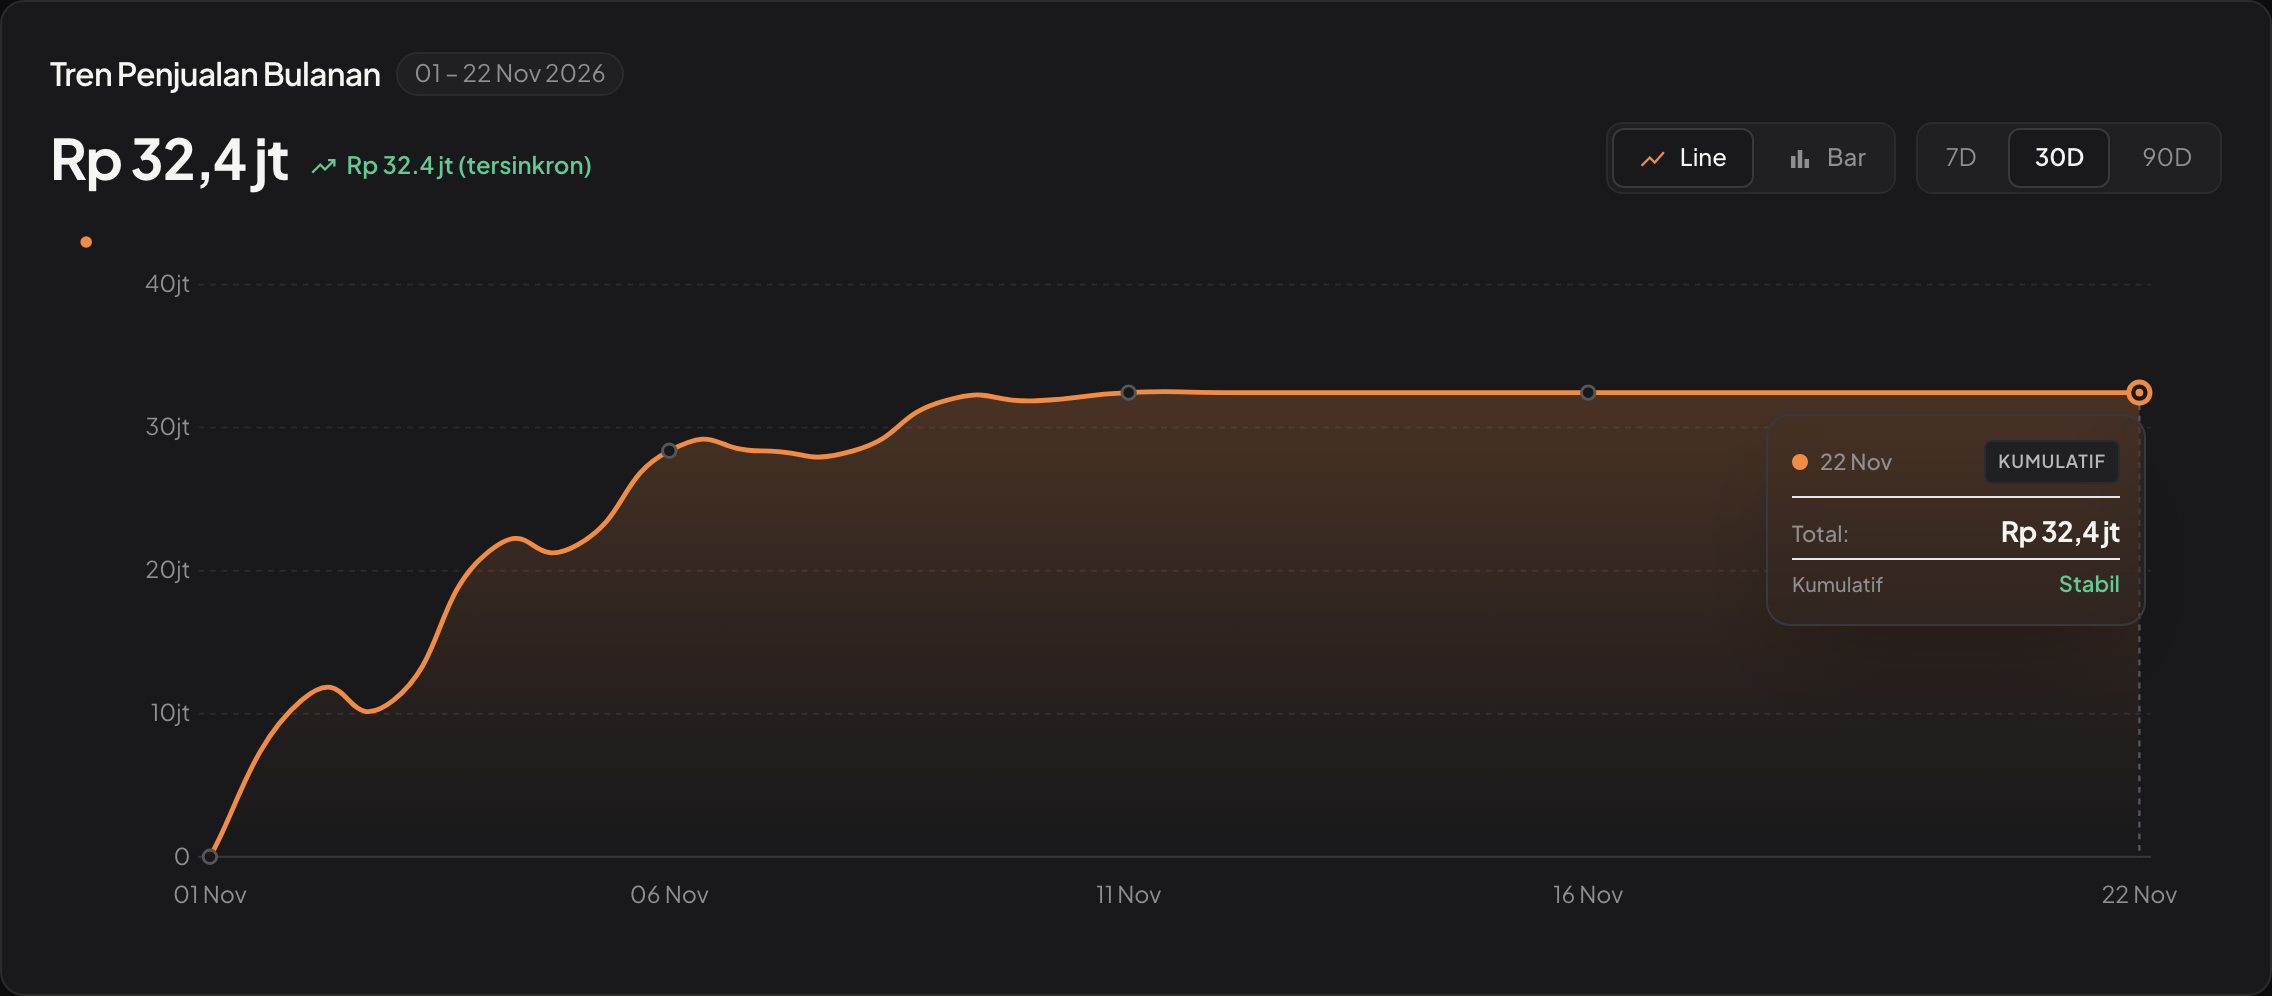 Tren Penjualan Bulanan 01 – 22 Nov 2026
Rp 32,4 jt Rp 32.4 jt (tersinkron)
Line Bar 7D 30D 90D
40jt
30jt
20jt
10jt
0
22 Nov KUMULATIF
Total: Rp 32,4 jt
Kumulatif Stabil
01 Nov 06 Nov 11 Nov 16 Nov 22 Nov